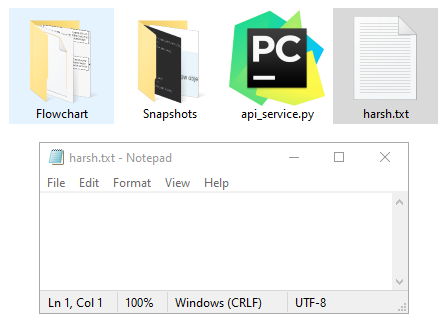 Flowchart
Snapshots
PC
api_service.py
harsh.txt
harsh.txt - Notepad
File Edit Format View Help
Ln 1, Col 1 100% Windows (CRLF) UTF-8